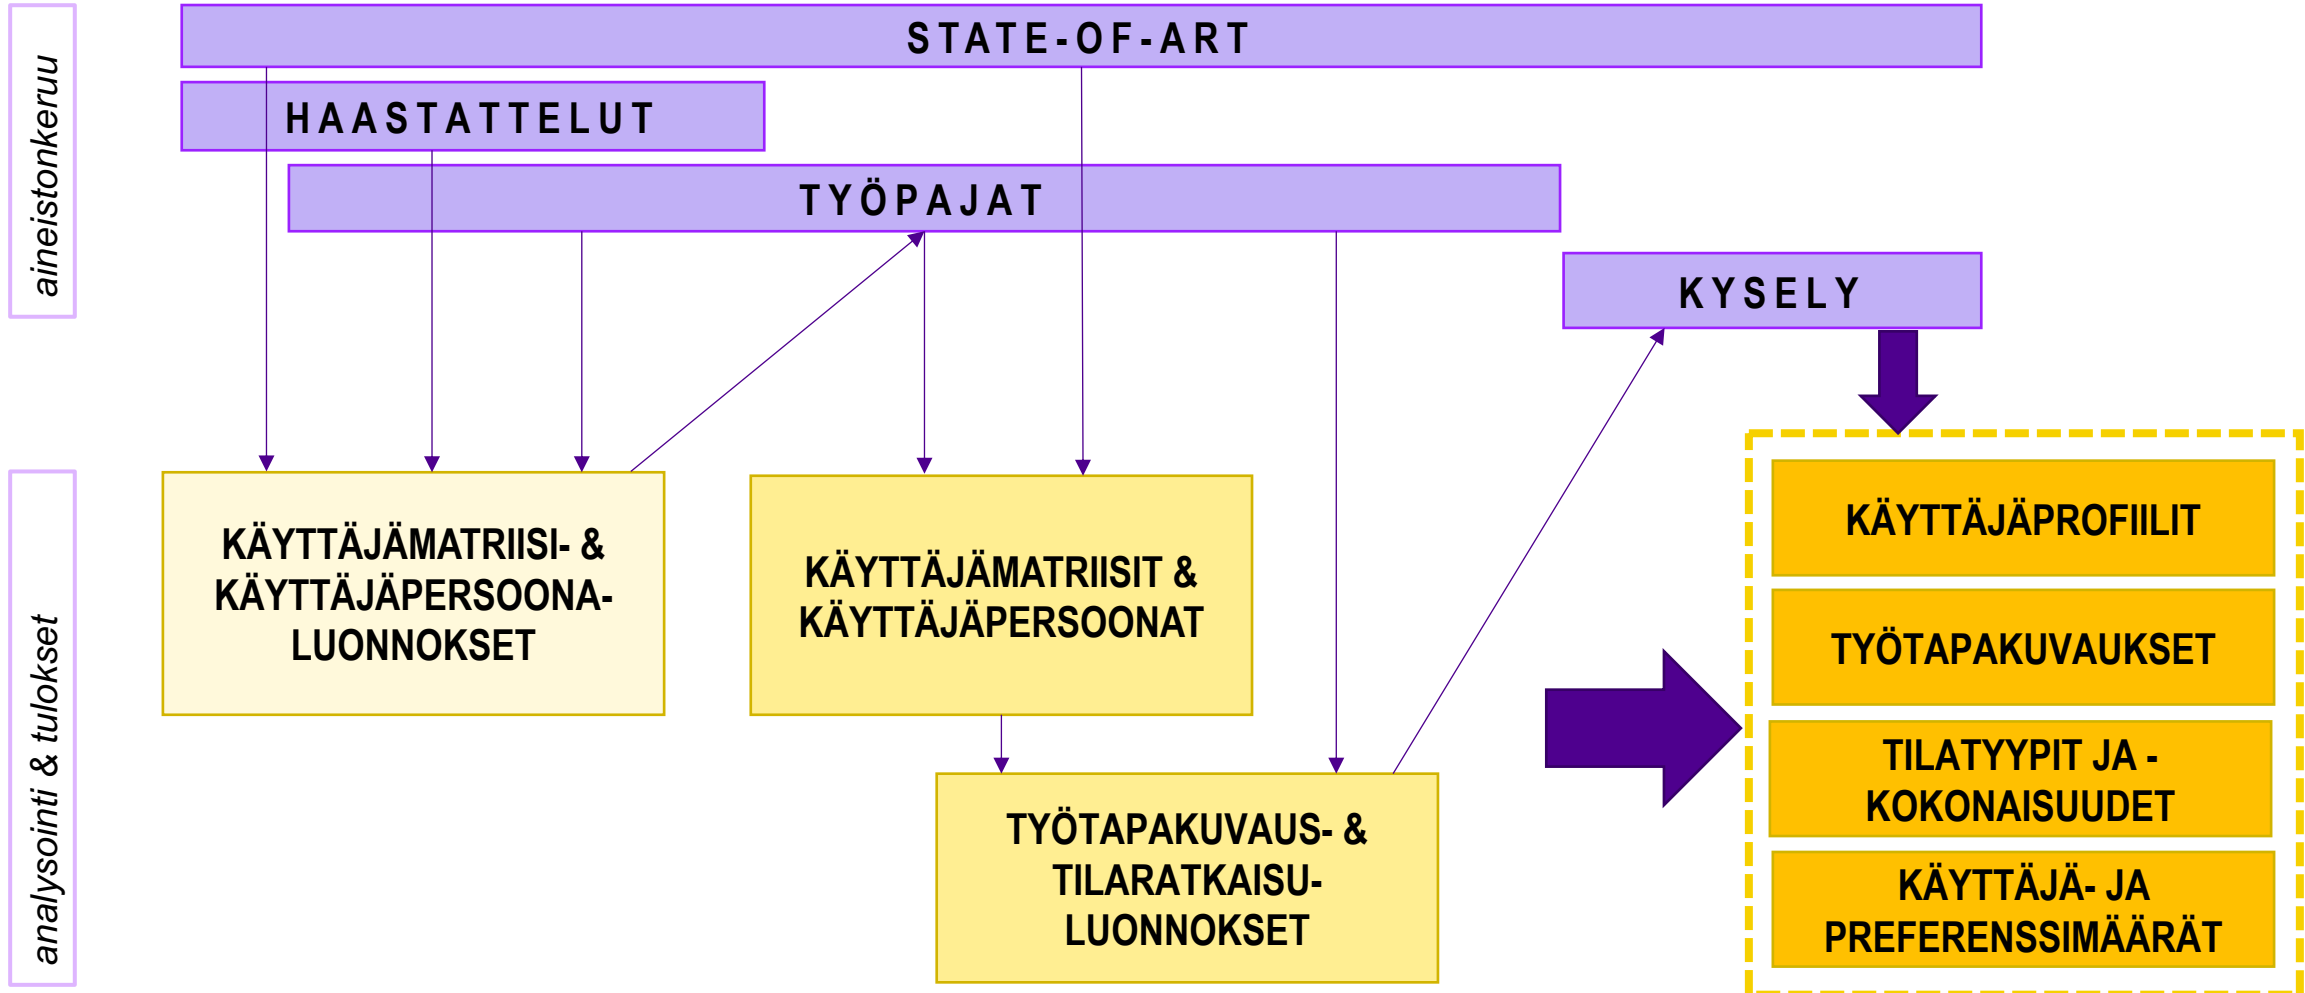 aineistonkeruu
STATE-OF-ART
HAASTATTELUT
TYÖPAJAT
KYSELY
analysointi & tulokset
KÄYTTÄJÄMATRIISI- &
KÄYTTÄJÄPERSOONA-
LUONNOKSET
KÄYTTÄJÄMATRIISIT &
KÄYTTÄJÄPERSOONAT
TYÖTAPAKUVAUS- &
TILARATKAISU-
LUONNOKSET
KÄYTTÄJÄPROFIILIT
TYÖTAPAKUVAUKSET
TILATYYPIT JA -
KOKONAISUUDET
KÄYTTÄJÄ- JA
PREFERENSSIMÄÄRÄT